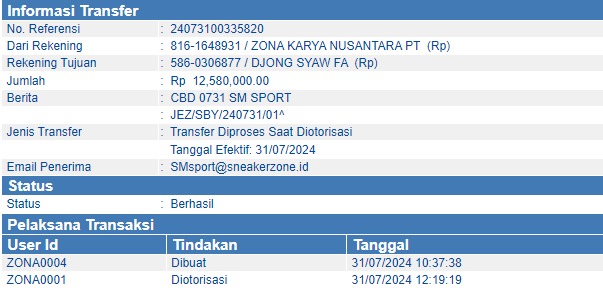 Informasi Transfer
No. Referensi : 24073100335820
Dari Rekening : 816-1648931 / ZONA KARYA NUSANTARA PT (Rp)
Rekening Tujuan : 586-0306877 / DJONG SYAW FA (Rp)
Jumlah : Rp 12,580,000.00
Berita : CBD 0731 SM SPORT
: JEZ/SBY/240731/01^
Jenis Transfer : Transfer Diproses Saat Diotorisasi
Tanggal Efektif: 31/07/2024
Email Penerima : SMsport@sneakerzone.id
Status
Status : Berhasil
Pelaksana Transaksi
User Id Tindakan Tanggal
ZONA0004 Dibuat 31/07/2024 10:37:38
ZONA0001 Diotorisasi 31/07/2024 12:19:19